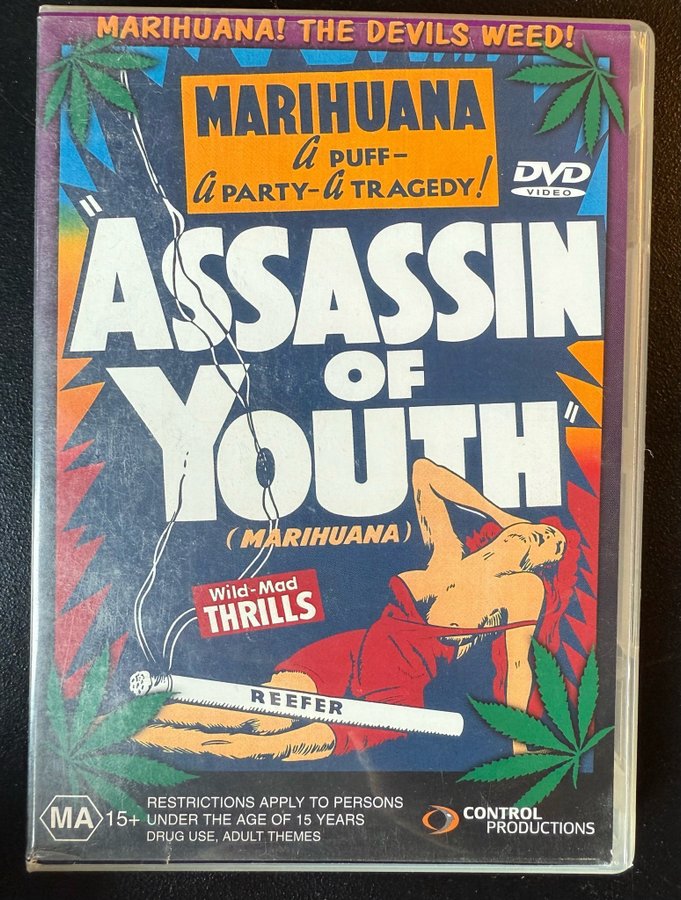 MARIHUANA! THE DEVILS WEED!
MARIHUANA
A PUFF-
A PARTY-A TRAGEDY!
DVD
VIDEO
"ASSASSIN
OF
YOUTH"
(MARIHUANA)
Wild-Mad
THRILLS
REEFER
MA 15+
RESTRICTIONS APPLY TO PERSONS
UNDER THE AGE OF 15 YEARS
DRUG USE, ADULT THEMES
CONTROL
PRODUCTIONS